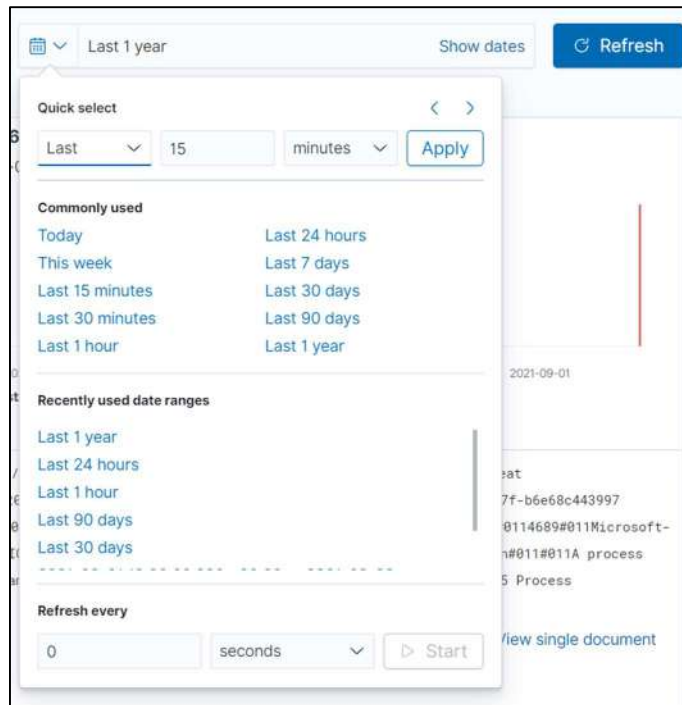 Last 1 year Show dates Refresh
Quick select
Last 15 minutes Apply
Commonly used
Today Last 24 hours
This week Last 7 days
Last 15 minutes Last 30 days
Last 30 minutes Last 90 days
Last 1 hour Last 1 year
2021-09-01
Recently used date ranges
Last 1 year
Last 24 hours
Last 1 hour
Last 90 days
Last 30 days
eat
7f-b6e68c443997
0114689#011Microsoft-
n#011#011A process
5 Process
Refresh every
0 seconds Start
View single document